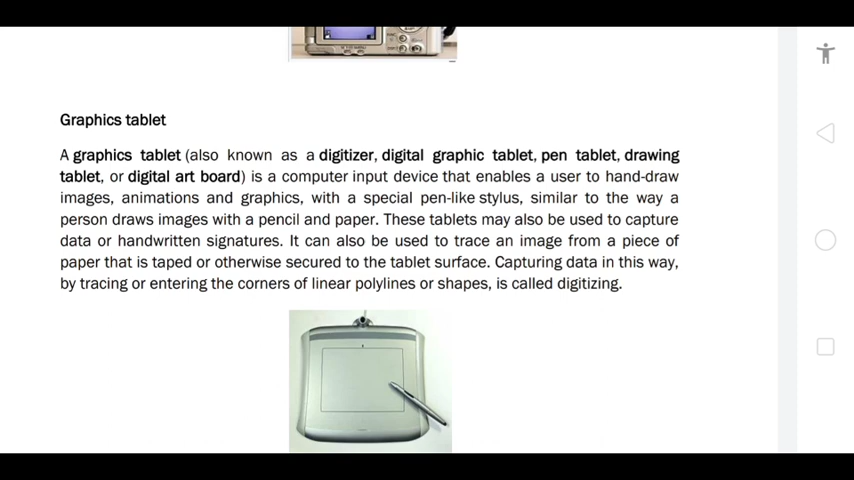 Graphics tablet
A graphics tablet (also known as a digitizer, digital graphic tablet, pen tablet, drawing
tablet, or digital art board) is a computer input device that enables a user to hand-draw
images, animations and graphics, with a special pen-like stylus, similar to the way a
person draws images with a pencil and paper. These tablets may also be used to capture
data or handwritten signatures. It can also be used to trace an image from a piece of
paper that is taped or otherwise secured to the tablet surface. Capturing data in this way,
by tracing or entering the corners of linear polylines or shapes, is called digitizing.